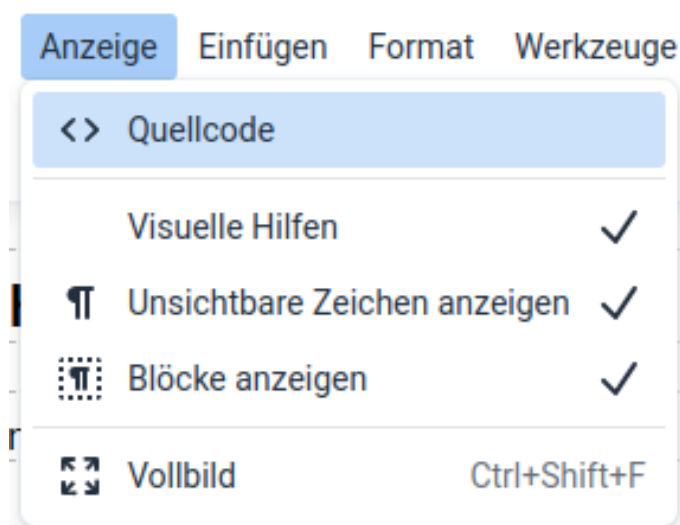 Anzeige Einfügen Format Werkzeuge
Quellcode
Visuelle Hilfen
Unsichtbare Zeichen anzeigen
Blöcke anzeigen
Vollbild Ctrl+Shift+F